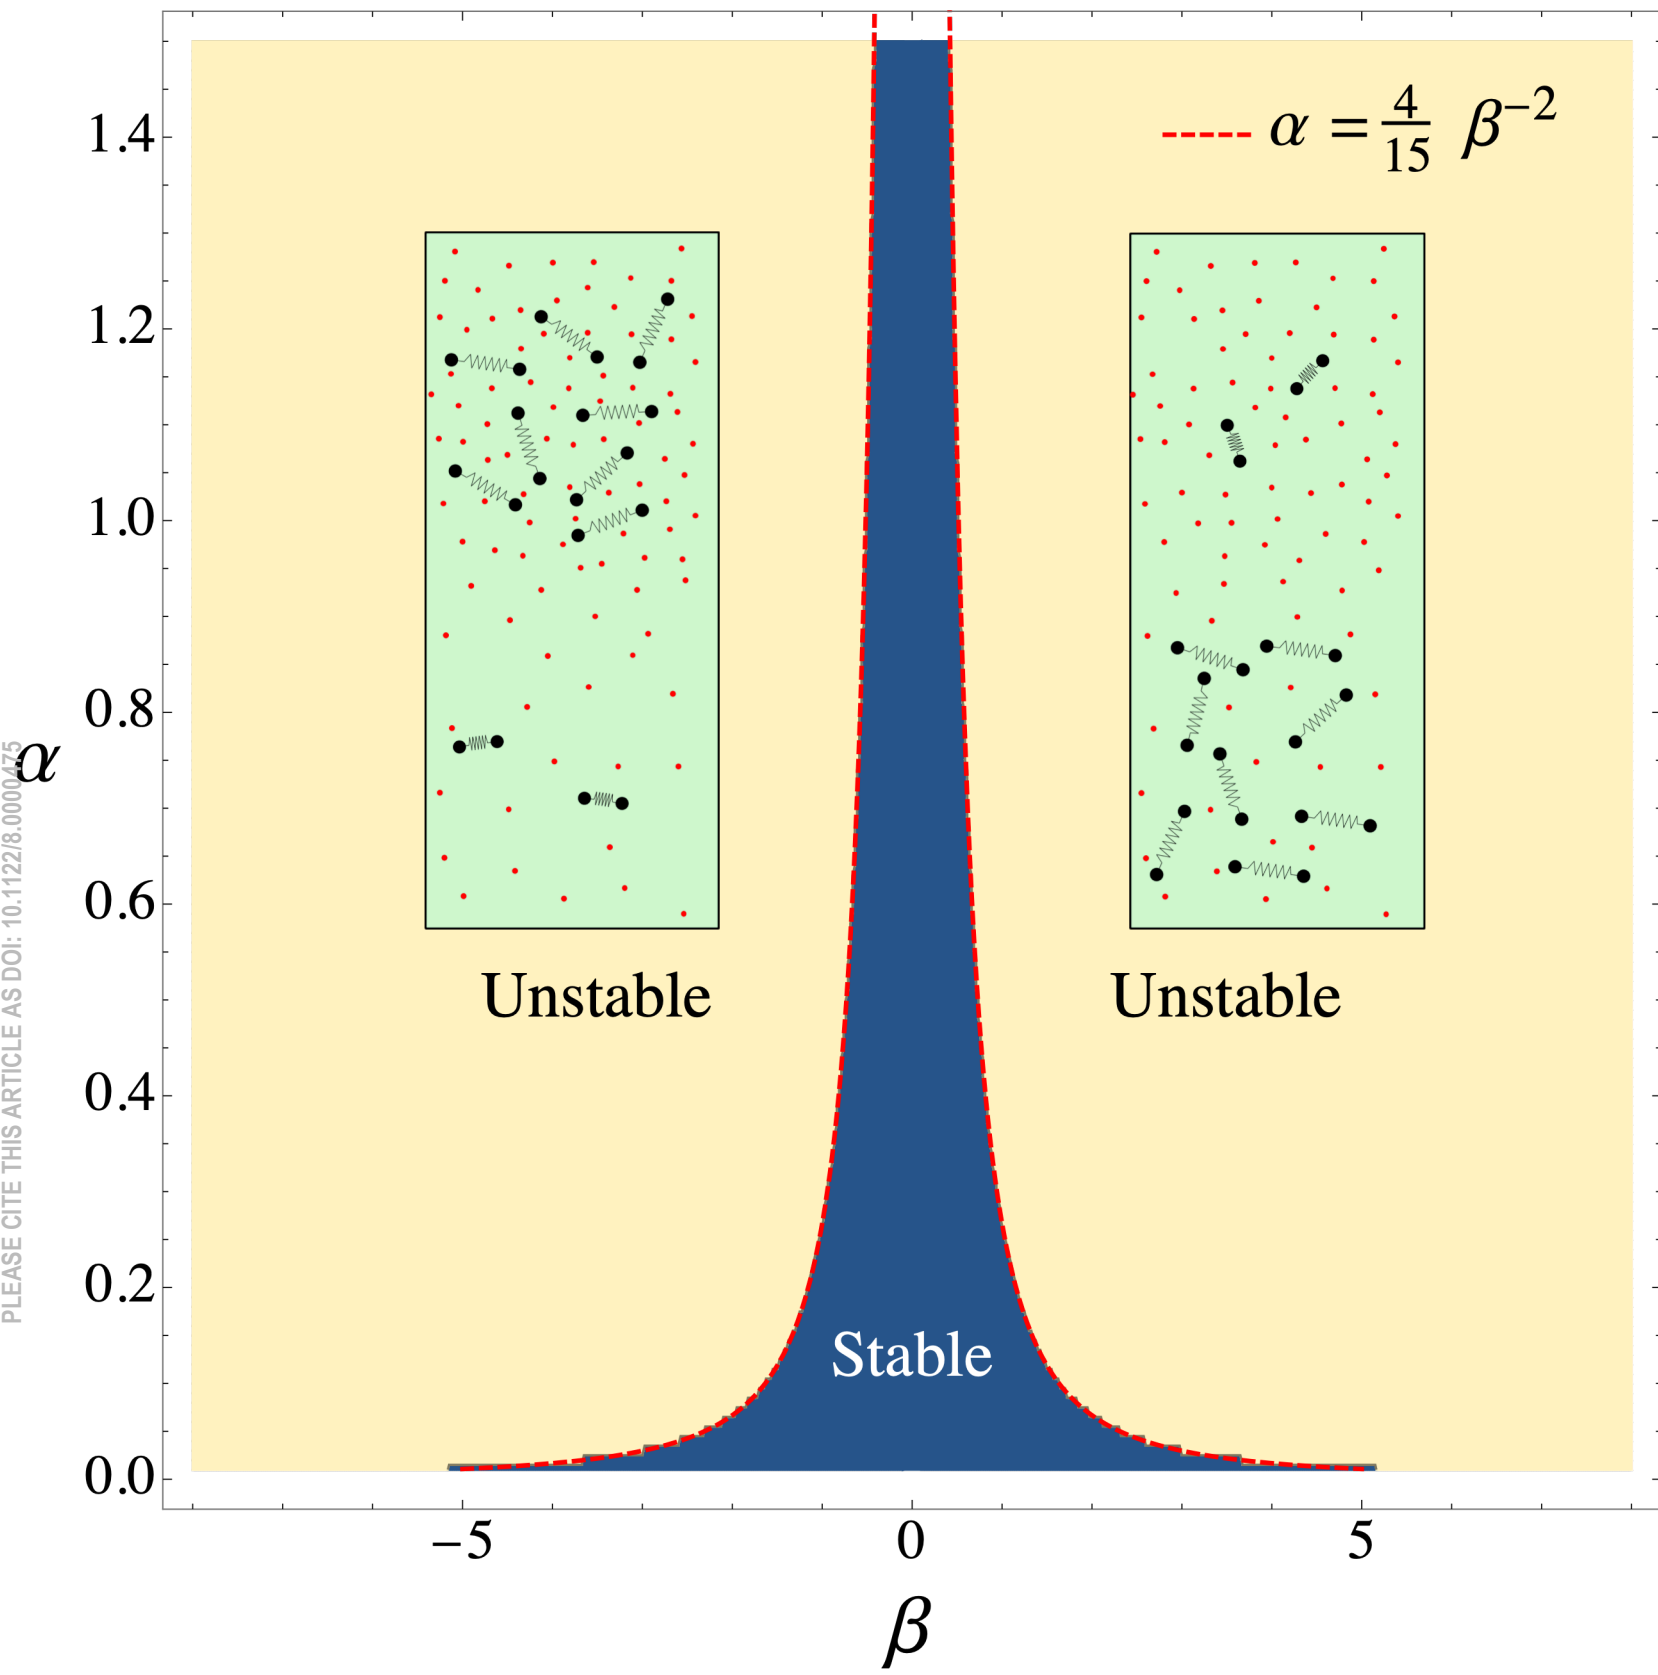 α = 4/15 β⁻²
1.4
1.2
1.0
0.8
α
0.6
Unstable
Unstable
0.4
0.2
Stable
0.0
−5
0
5
β
PLEASE CITE THIS ARTICLE AS DOI: 10.1122/8.0000475